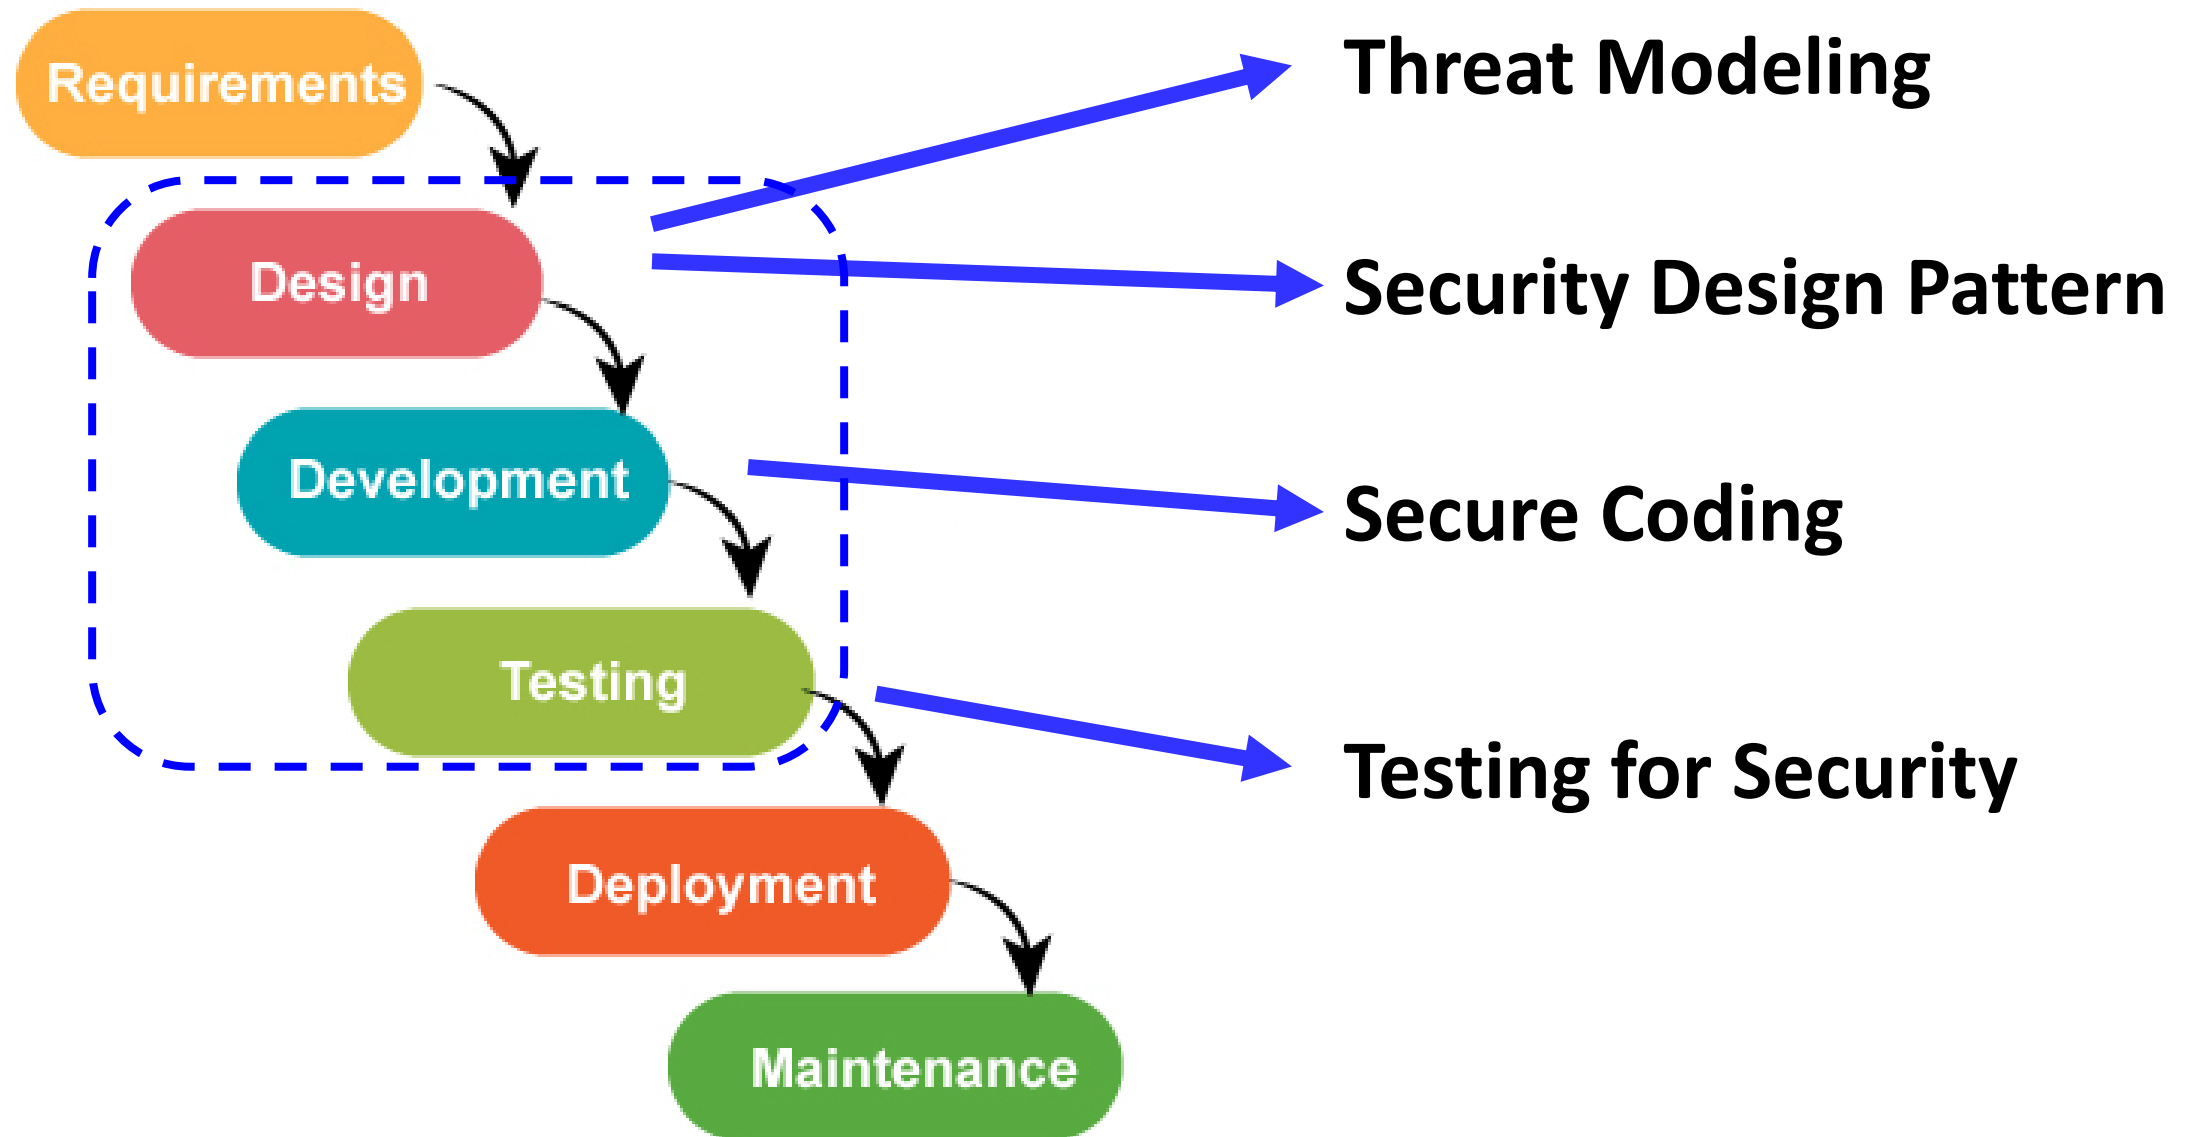 Requirements
Threat Modeling
Design
Security Design Pattern
Development
Secure Coding
Testing
Testing for Security
Deployment
Maintenance